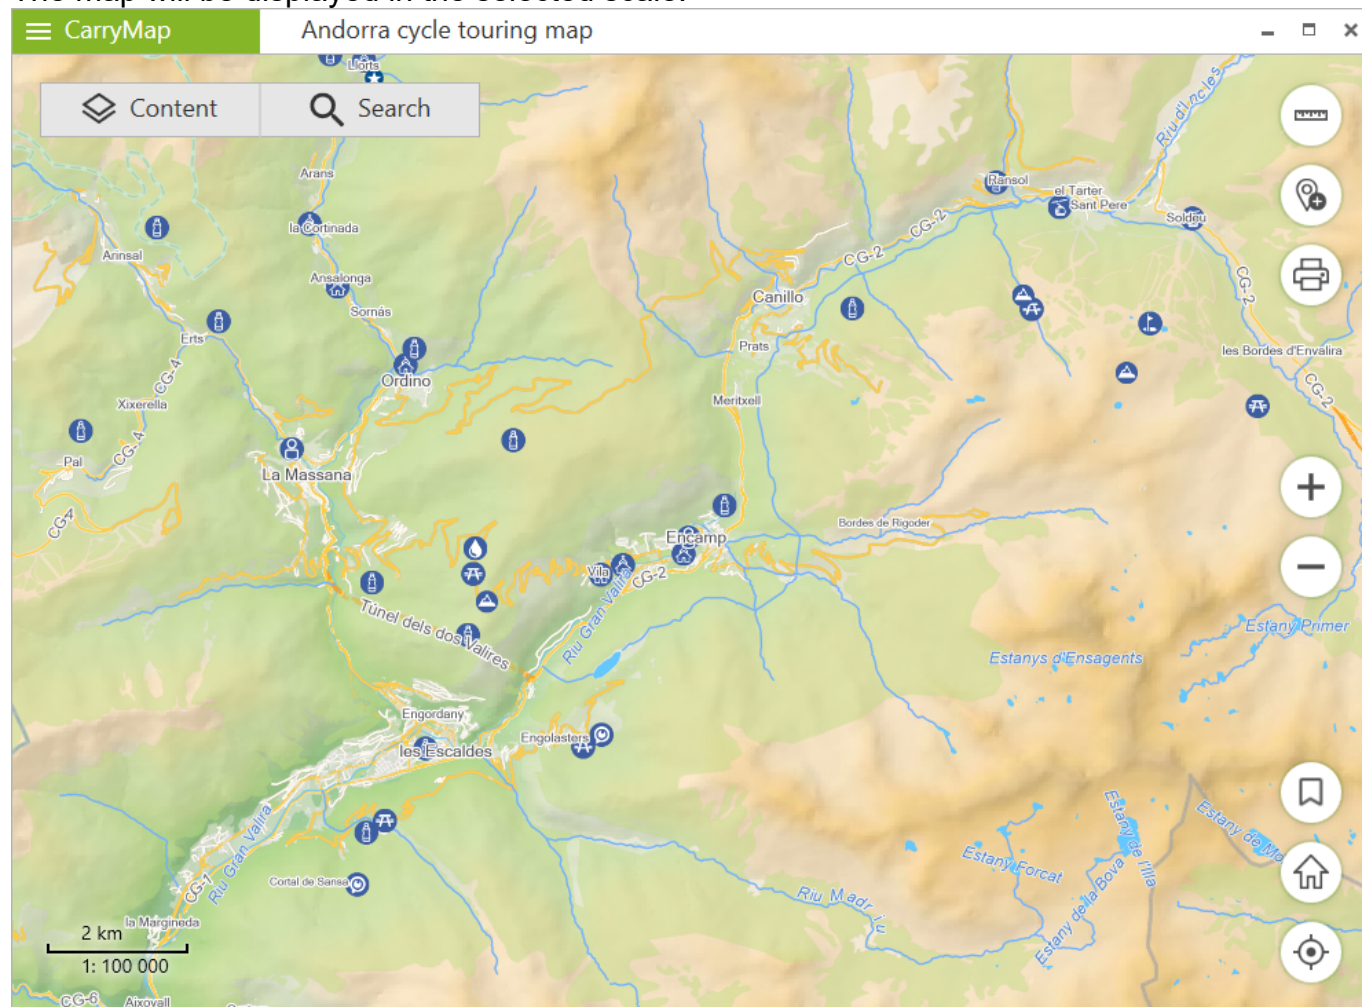 CarryMap
Andorra cycle touring map
Llorts
Content
Search
Riu d'Incles
Arans
Ransol
el Tarter
Sant Pere
la Cortinada
Soldeu
CG-2
CG-2
Arinsal
Ansalonga
CG-2
Canillo
Sornàs
Erts
Prats
les Bordes d'Envalira
CG-4
Ordino
CG-2
Xixerella
Meritxell
CG-4
Pal
La Massana
CG4
Bordes de Rigoder
Encamp
Vila
CG-2
Túnel dels dos Valires
Riu Gran Valira
Estany Primer
Estanys d'Ensagents
Engordany
Engolasters
les Escaldes
Estany de l'Illa
Estany de Mo
Riu Gran Valira
Estany Forcat
CG-1
Cortal de Sansa
Riu Madriu
Estany de la Bova
la Margineda
2 km
1: 100 000
CG-6
Aixovall